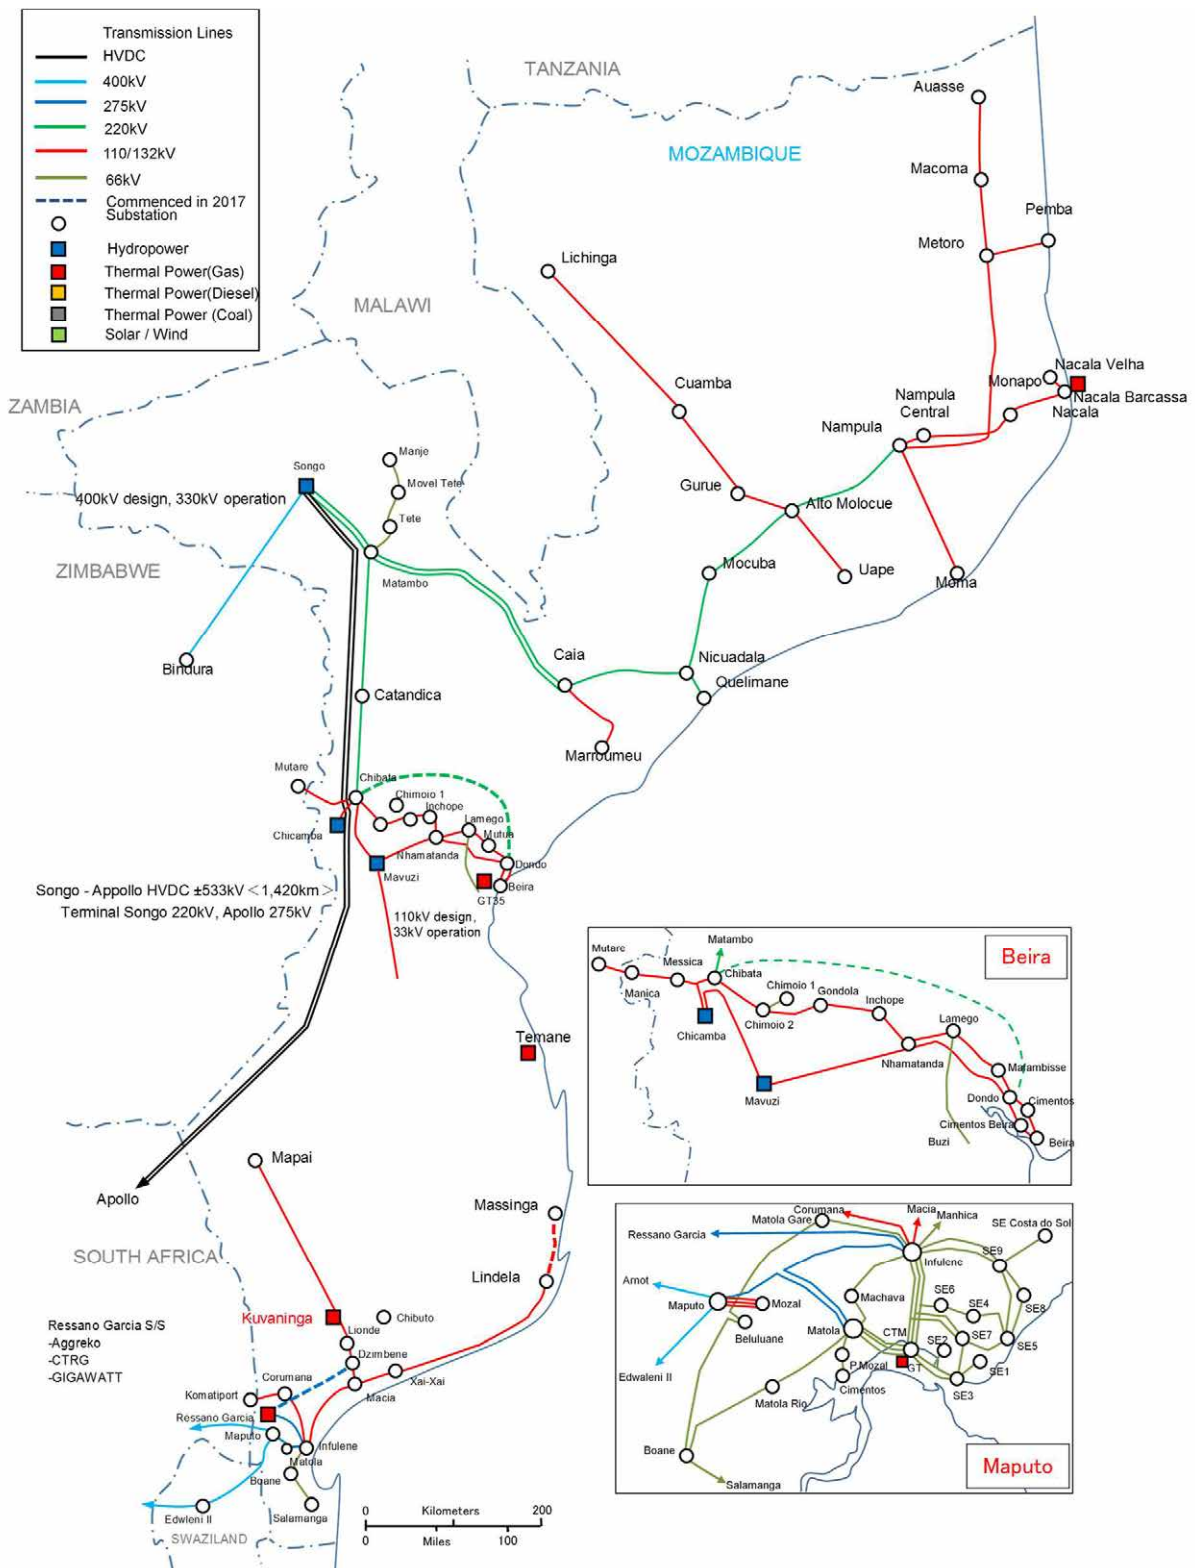 Transmission Lines
HVDC
400kV
275kV
220kV
110/132kV
66kV
Commenced in 2017
Substation
Hydropower
Thermal Power(Gas)
Thermal Power(Diesel)
Thermal Power (Coal)
Solar / Wind
TANZANIA
MOZAMBIQUE
MALAWI
ZAMBIA
ZIMBABWE
SOUTH AFRICA
SWAZILAND
Auasse
Macoma
Pemba
Metoro
Lichinga
Cuamba
Nacala Velha
Monapo
Nacala Barcassa
Nacala
Nampula
Central
Nampula
Gurue
Alto Molocue
Mocuba
Uape
Moma
Manje
Movel Tete
Tete
Songo
400kV design, 330kV operation
Matambo
Bindura
Caia
Nicuadala
Quelimane
Catandica
Marroumeu
Mutare
Chibata
Chimoio 1
Inchope
Lamego
Mutua
Chicamba
Nhamatanda
Mavuzi
Dondo
Beira
GT35
Songo - Appollo HVDC ±533kV <1,420km>
Terminal Songo 220kV, Apollo 275kV
110kV design,
33kV operation
Temane
Mapai
Apollo
Massinga
Lindela
Kuvaninga
Chibuto
Lionde
Dzimbene
Xai-Xai
Macia
Ressano Garcia S/S
-Aggreko
-CTRG
-GIGAWATT
Corumana
Komatiport
Ressano Garcia
Maputo
Infulene
Matola
Boane
Salamanga
Edwleni II
0 Kilometers 200
0 Miles 100
Beira
Matambo
Mutare
Messica
Chibata
Manica
Chimoio 1
Gondola
Inchope
Lamego
Chicamba
Chimoio 2
Nhamatanda
Mafambisse
Mavuzi
Dondo
Cimentos
Cimentos Beira
Buzi
Beira
Corumana
Macia
Manhica
Matola Gare
SE Costa do Sol
Ressano Garcia
Infulene
SE9
Arnot
Machava
SE6
SE4
SE8
Maputo
Mozal
Beluluane
Matola
CTM
SE2
SE7
SE5
GT
SE1
Edwaleni II
P.Mozal
Cimentos
SE3
Matola Rio
Boane
Salamanga
Maputo